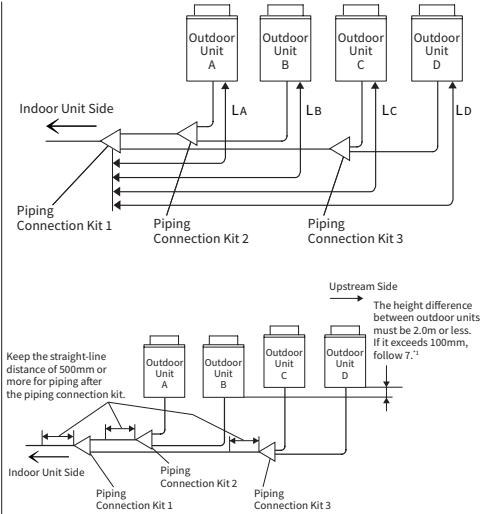 Outdoor
Unit
A
Outdoor
Unit
B
Outdoor
Unit
C
Outdoor
Unit
D
Indoor Unit Side
LA
LB
LC
LD
Piping
Connection Kit 1
Piping
Connection Kit 2
Piping
Connection Kit 3
Upstream Side
The height difference
between outdoor units
must be 2.0m or less.
If it exceeds 100mm,
follow 7.*1
Keep the straight-line
distance of 500mm or
more for piping after
the piping connection kit.
Outdoor
Unit
A
Outdoor
Unit
B
Outdoor
Unit
C
Outdoor
Unit
D
Indoor Unit Side
Piping
Connection Kit 1
Piping
Connection Kit 2
Piping
Connection Kit 3